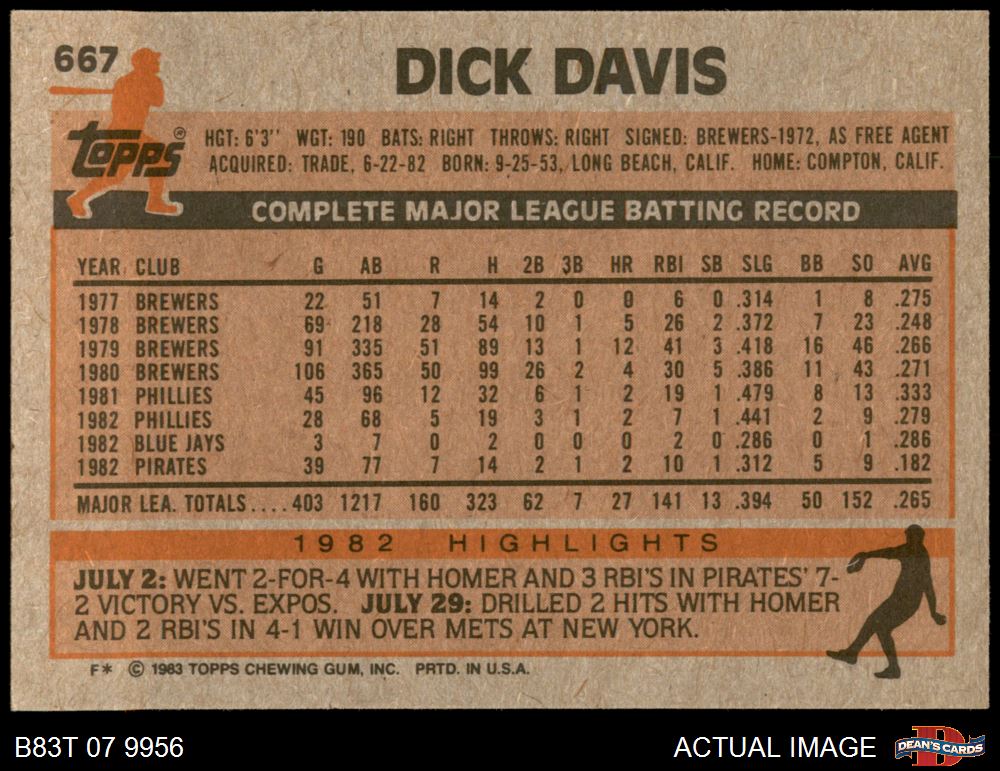 667
DICK DAVIS
Topps®
HGT: 6'3'' WGT: 190 BATS: RIGHT THROWS: RIGHT SIGNED: BREWERS-1972, AS FREE AGENT
ACQUIRED: TRADE, 6-22-82 BORN: 9-25-53, LONG BEACH, CALIF. HOME: COMPTON, CALIF.
COMPLETE MAJOR LEAGUE BATTING RECORD
YEAR CLUB G AB R H 2B 3B HR RBI SB SLG BB SO AVG
1977 BREWERS 22 51 7 14 2 0 0 6 0 .314 1 8 .275
1978 BREWERS 69 218 28 54 10 1 5 26 2 .372 7 23 .248
1979 BREWERS 91 335 51 89 13 1 12 41 3 .418 16 46 .266
1980 BREWERS 106 365 50 99 26 2 4 30 5 .386 11 43 .271
1981 PHILLIES 45 96 12 32 6 1 2 19 1 .479 8 13 .333
1982 PHILLIES 28 68 5 19 3 1 2 7 1 .441 2 9 .279
1982 BLUE JAYS 3 7 0 2 0 0 0 2 0 .286 0 1 .286
1982 PIRATES 39 77 7 14 2 1 2 10 1 .312 5 9 .182
MAJOR LEA. TOTALS....403 1217 160 323 62 7 27 141 13 .394 50 152 .265
1982 HIGHLIGHTS
JULY 2: WENT 2-FOR-4 WITH HOMER AND 3 RBI'S IN PIRATES' 7-
2 VICTORY VS. EXPOS. JULY 29: DRILLED 2 HITS WITH HOMER
AND 2 RBI'S IN 4-1 WIN OVER METS AT NEW YORK.
F* © 1983 TOPPS CHEWING GUM, INC. PRTD. IN U.S.A.
B83T 07 9956
ACTUAL IMAGE
D
DEAN'S CARDS